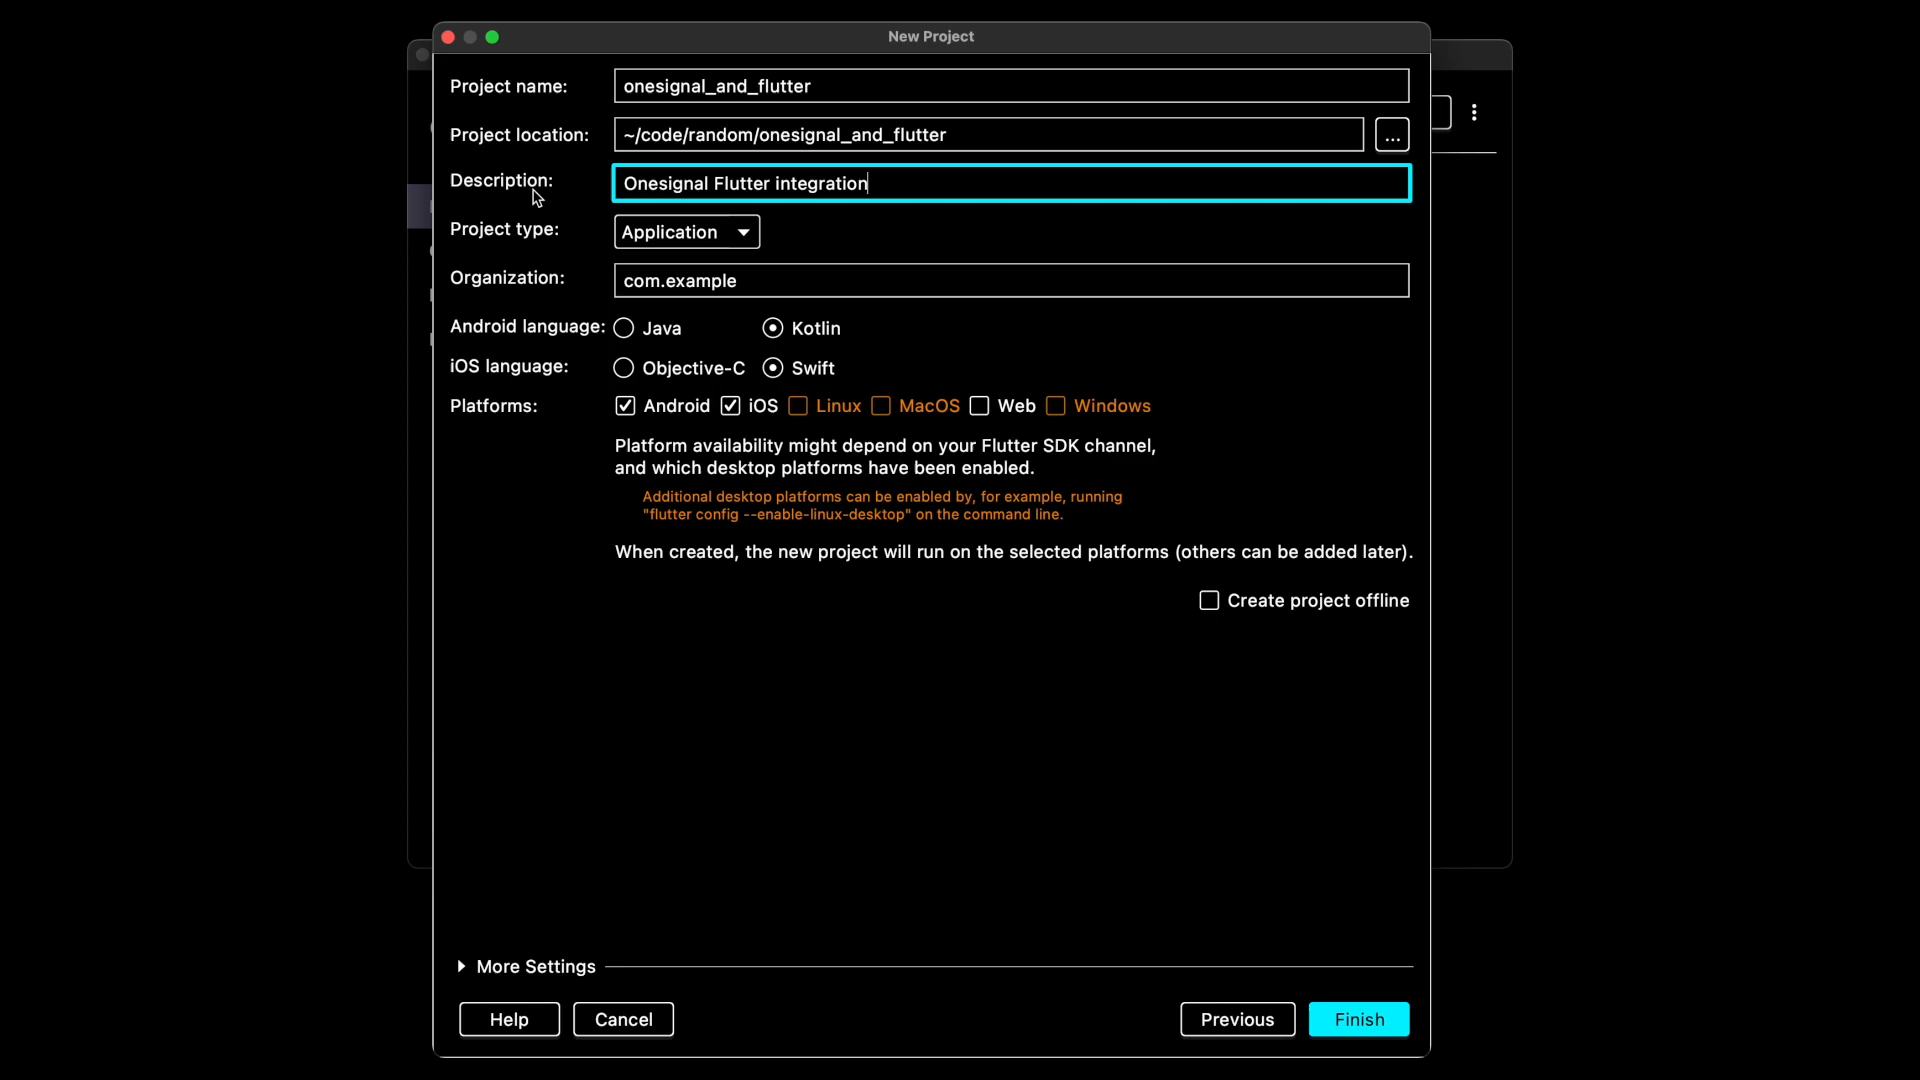 New Project
Project name: onesignal_and_flutter
Project location: ~/code/random/onesignal_and_flutter ...
Description: Onesignal Flutter integration
Project type: Application
Organization: com.example
Android language: Java Kotlin
iOS language: Objective-C Swift
Platforms: Android iOS Linux MacOS Web Windows
Platform availability might depend on your Flutter SDK channel,
and which desktop platforms have been enabled.
Additional desktop platforms can be enabled by, for example, running
"flutter config --enable-linux-desktop" on the command line.
When created, the new project will run on the selected platforms (others can be added later).
Create project offline
More Settings
Help Cancel Previous Finish